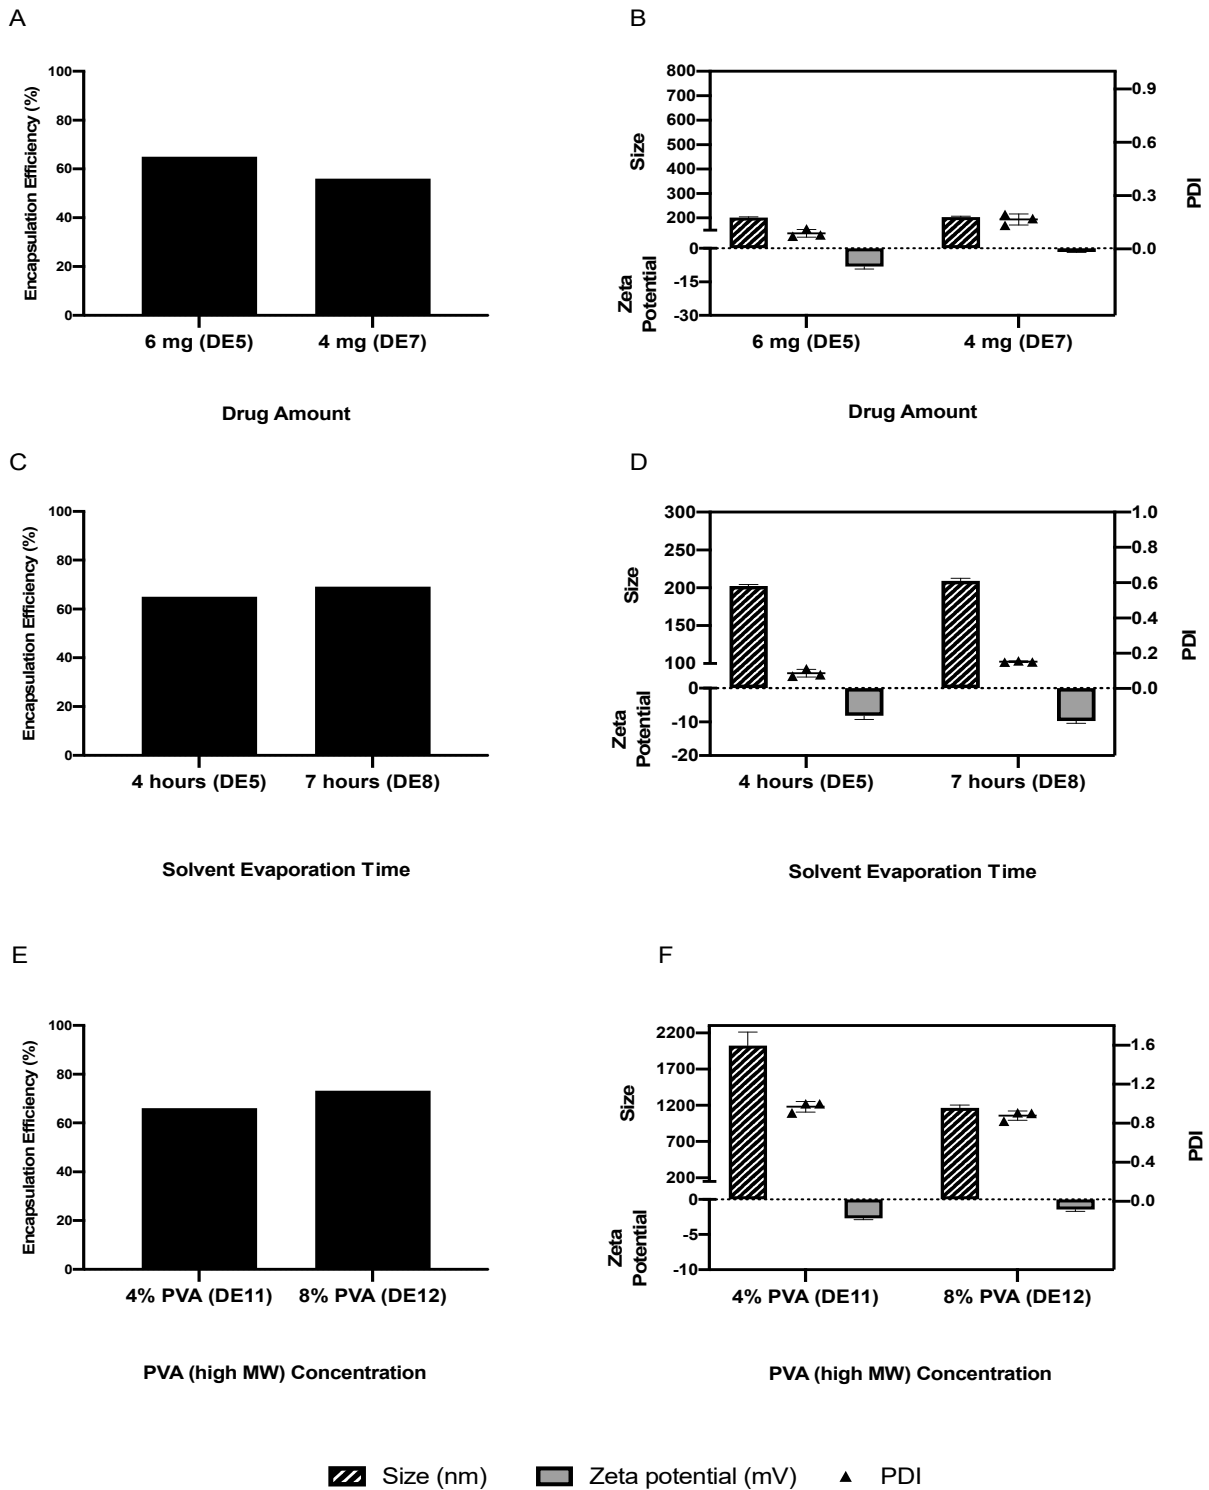 A
B
Encapsulation Efficiency (%)
100
80
60
40
20
0
6 mg (DE5)
4 mg (DE7)
Drug Amount
Size
Zeta
Potential
800
700
600
500
400
300
200
0
-15
-30
0.9
0.6
0.3
0.0
PDI
6 mg (DE5)
4 mg (DE7)
Drug Amount
C
D
Encapsulation Efficiency (%)
100
80
60
40
20
0
4 hours (DE5)
7 hours (DE8)
Solvent Evaporation Time
Size
Zeta
Potential
300
250
200
150
100
0
-10
-20
1.0
0.8
0.6
0.4
0.2
0.0
PDI
4 hours (DE5)
7 hours (DE8)
Solvent Evaporation Time
E
F
Encapsulation Efficiency (%)
100
80
60
40
20
0
4% PVA (DE11)
8% PVA (DE12)
PVA (high MW) Concentration
Size
Zeta
Potential
2200
1700
1200
700
200
0
-5
-10
1.6
1.2
0.8
0.4
0.0
PDI
4% PVA (DE11)
8% PVA (DE12)
PVA (high MW) Concentration
Size (nm)
Zeta potential (mV)
PDI